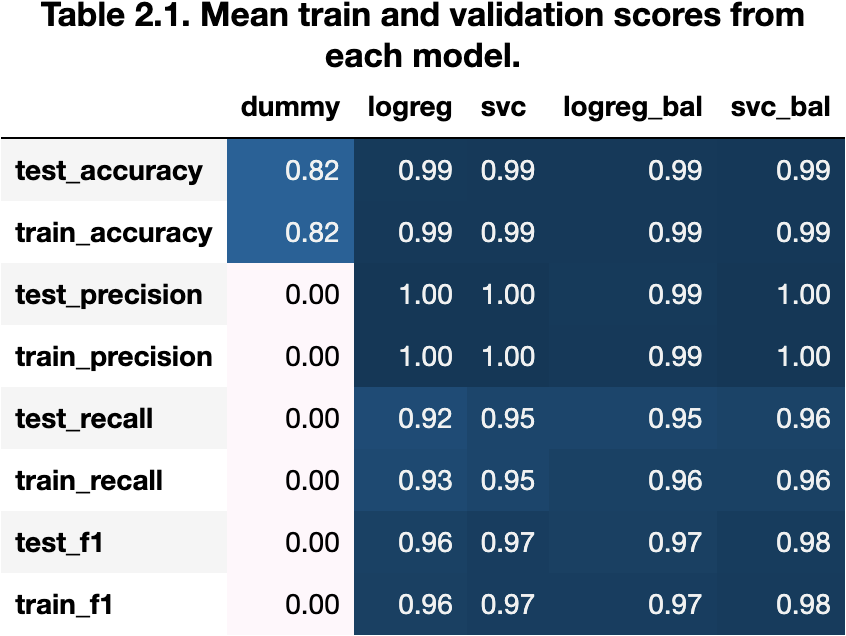 Table 2.1. Mean train and validation scores from
each model.
dummy logreg svc logreg_bal svc_bal
test_accuracy 0.82 0.99 0.99 0.99 0.99
train_accuracy 0.82 0.99 0.99 0.99 0.99
test_precision 0.00 1.00 1.00 0.99 1.00
train_precision 0.00 1.00 1.00 0.99 1.00
test_recall 0.00 0.92 0.95 0.95 0.96
train_recall 0.00 0.93 0.95 0.96 0.96
test_f1 0.00 0.96 0.97 0.97 0.98
train_f1 0.00 0.96 0.97 0.97 0.98